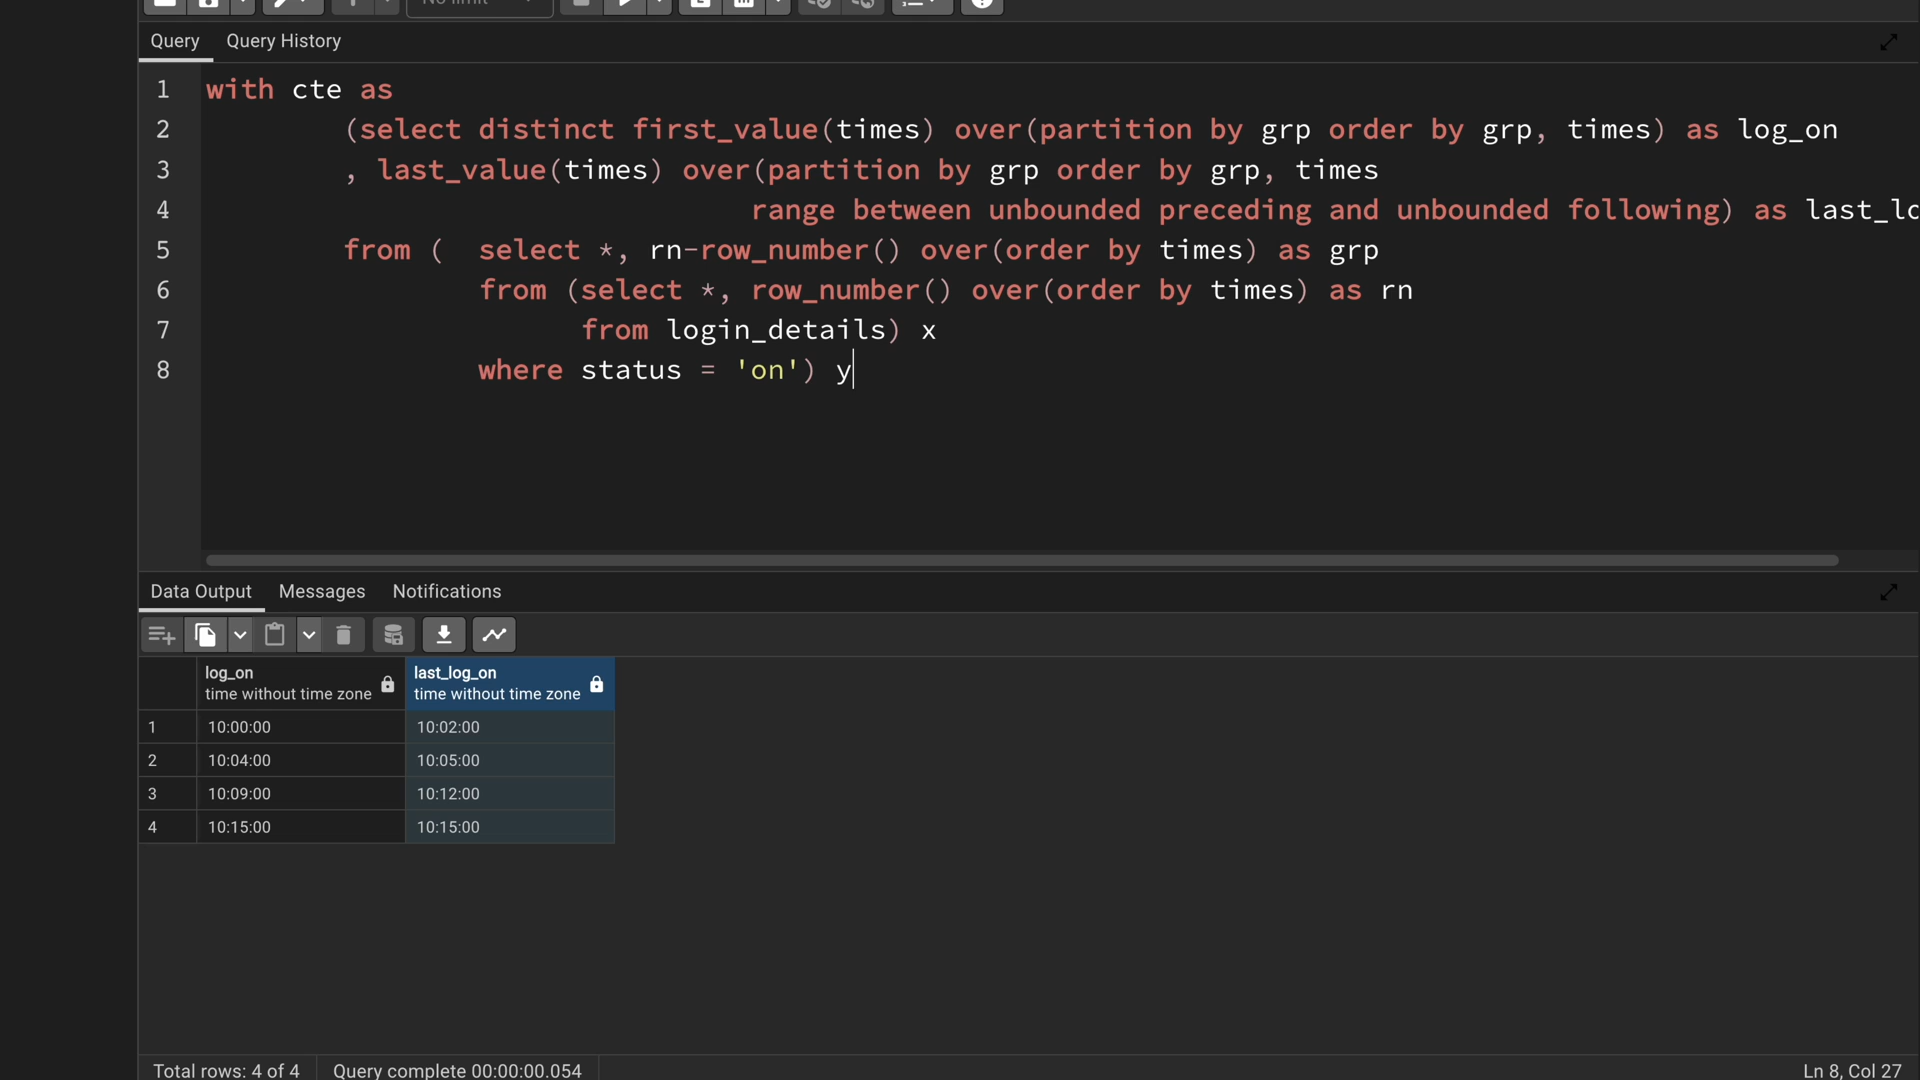 No limit
Query Query History
1 with cte as
2 (select distinct first_value(times) over(partition by grp order by grp, times) as log_on
3 , last_value(times) over(partition by grp order by grp, times
4 range between unbounded preceding and unbounded following) as last_lo
5 from ( select *, rn-row_number() over(order by times) as grp
6 from (select *, row_number() over(order by times) as rn
7 from login_details) x
8 where status = 'on') y
Data Output Messages Notifications
log_on last_log_on
time without time zone time without time zone
1 10:00:00 10:02:00
2 10:04:00 10:05:00
3 10:09:00 10:12:00
4 10:15:00 10:15:00
Total rows: 4 of 4 Query complete 00:00:00.054 Ln 8, Col 27